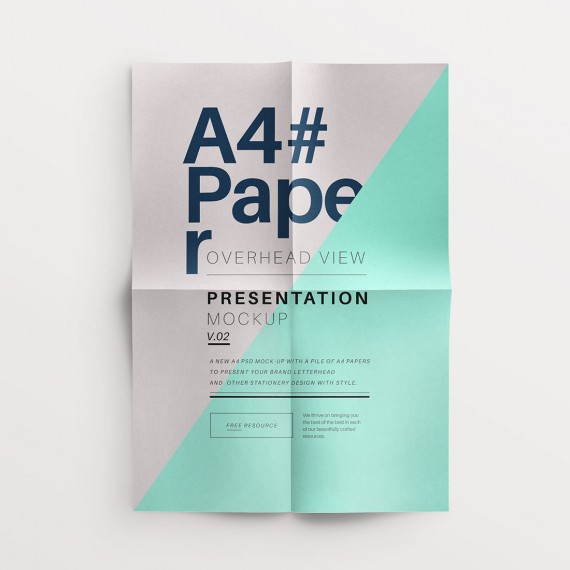 A4#
Pape
r
OVERHEAD VIEW
PRESENTATION
MOCKUP
V.02
A NEW A4 PSD MOCK-UP WITH A PILE OF A4 PAPERS
TO PRESENT YOUR BRAND LETTERHEAD
AND OTHER STATIONERY DESIGN WITH STYLE.
FREE RESOURCE
We thrive on bringing you
the best of the best in each
of our beautifully crafted
resources.